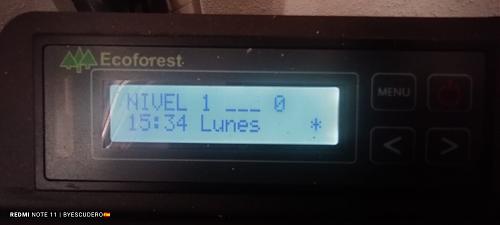 Ecoforest
NIVEL 1 ___ 0
15:34 Lunes *
MENU
< >
REDMI NOTE 11 | BYESCUDERO🇪🇸